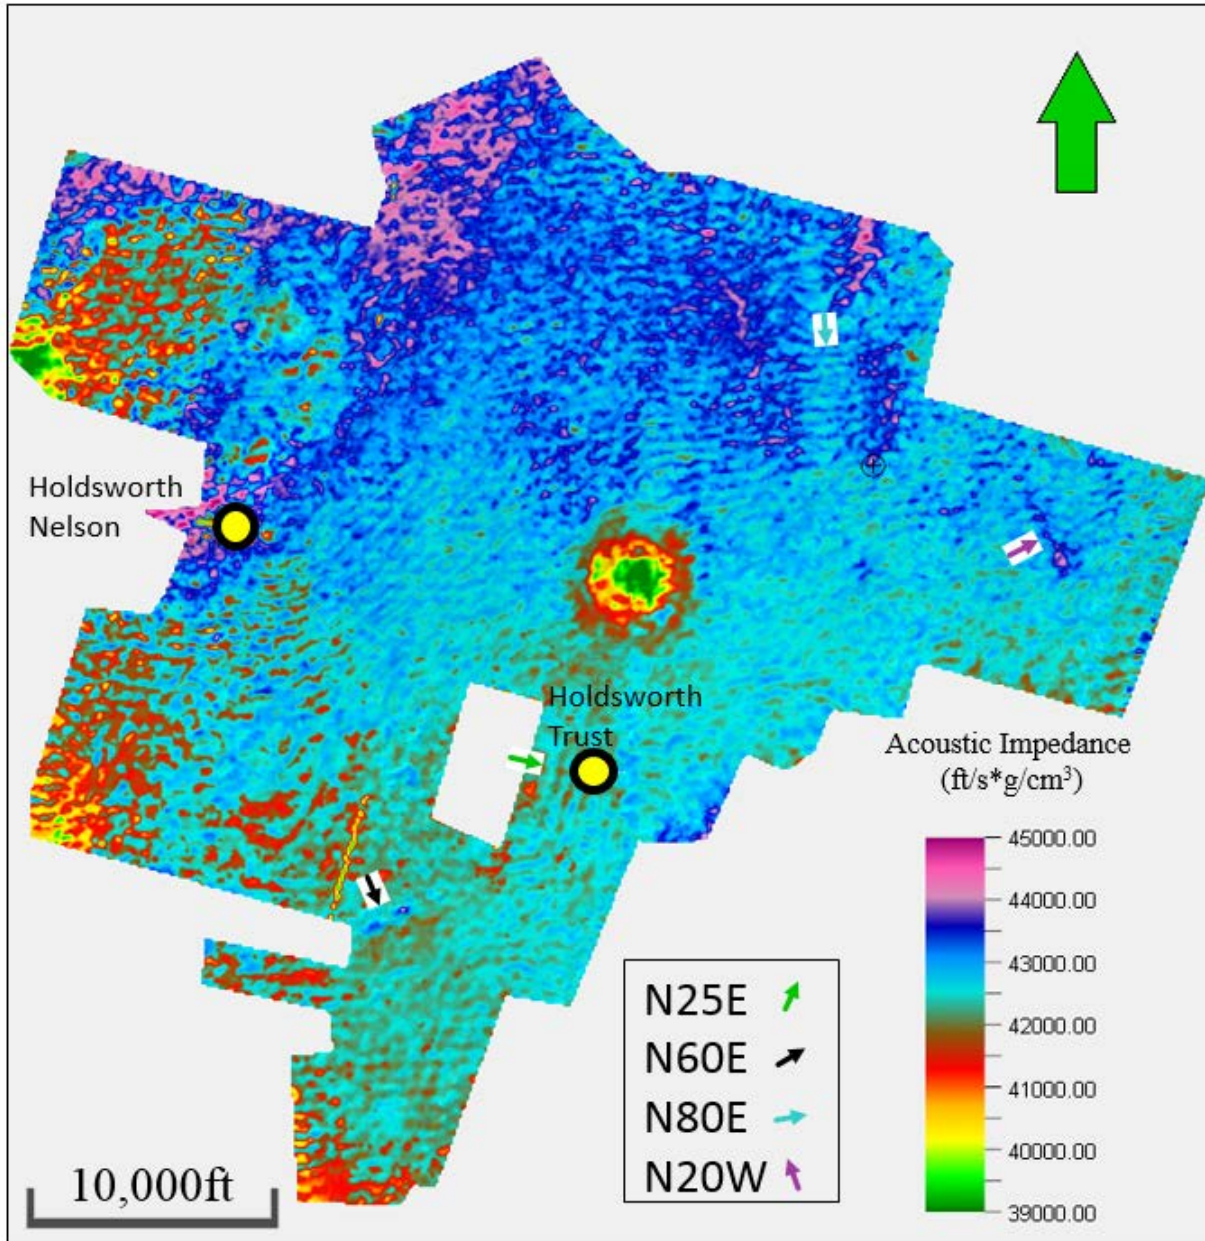 Holdsworth
Nelson
Holdsworth
Trust
Acoustic Impedance
(ft/s*g/cm³)
45000.00
44000.00
43000.00
42000.00
41000.00
40000.00
39000.00
N25E
N60E
N80E
N20W
10,000ft